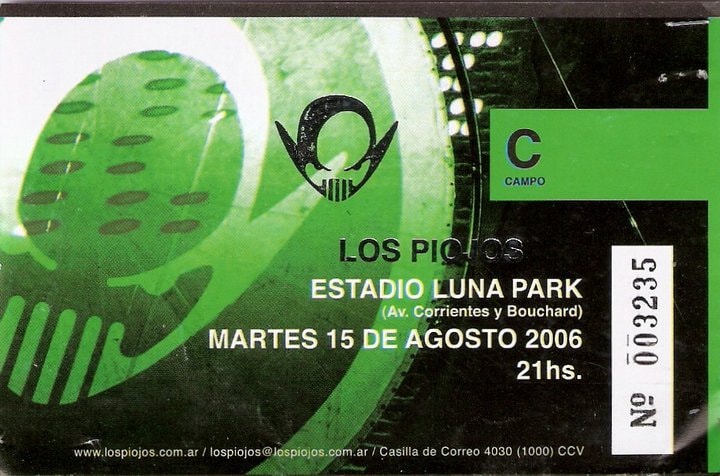 C
CAMPO
LOS PIOJOS
ESTADIO LUNA PARK
(Av. Corrientes y Bouchard)
MARTES 15 DE AGOSTO 2006
21hs.
Nº 003235
www.lospiojos.com.ar / lospiojos@lospiojos.com.ar / Casilla de Correo 4030 (1000) CCV